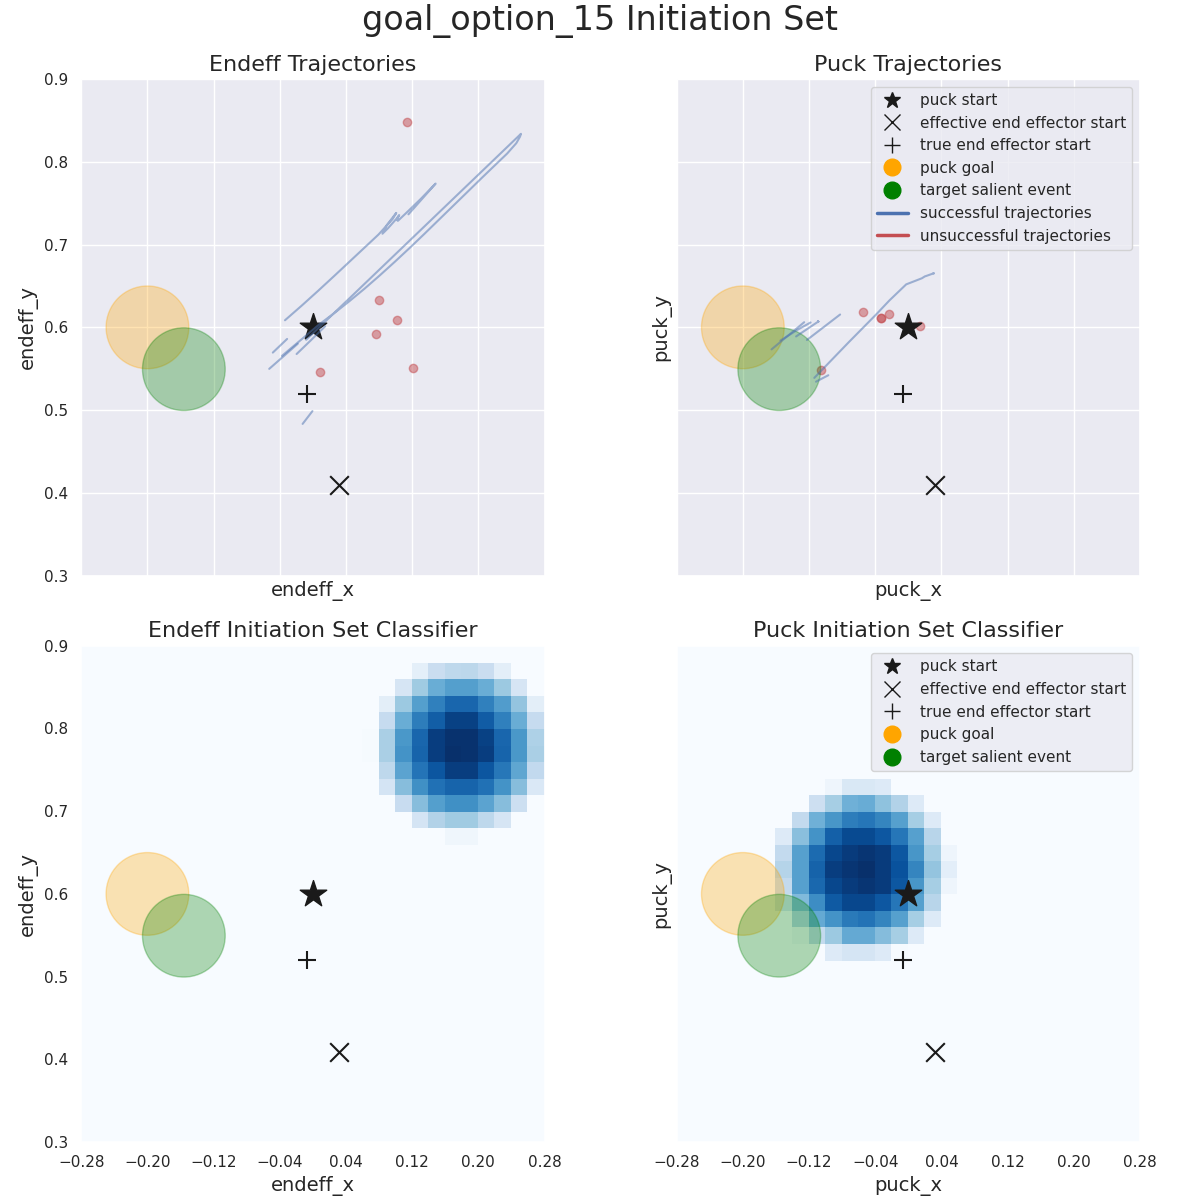 goal_option_15 Initiation Set
Endeff Trajectories
0.9
0.8
0.7
0.6
0.5
0.4
0.3
endeff_y
endeff_x
Puck Trajectories
puck start
effective end effector start
true end effector start
puck goal
target salient event
successful trajectories
unsuccessful trajectories
puck_y
puck_x
Endeff Initiation Set Classifier
0.9
0.8
0.7
0.6
0.5
0.4
0.3
endeff_y
−0.28 −0.20 −0.12 −0.04 0.04 0.12 0.20 0.28
endeff_x
Puck Initiation Set Classifier
puck start
effective end effector start
true end effector start
puck goal
target salient event
puck_y
−0.28 −0.20 −0.12 −0.04 0.04 0.12 0.20 0.28
puck_x